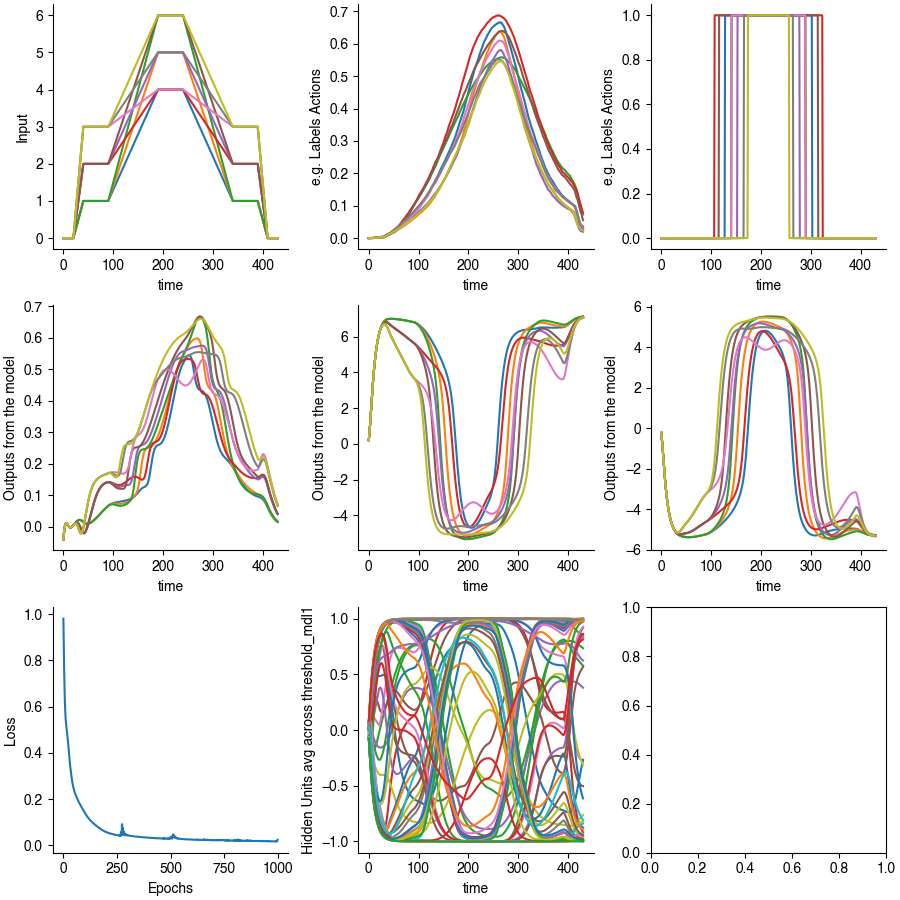 6
5
4
3
2
1
0
Input
0 100 200 300 400
time
0.7
0.6
0.5
0.4
0.3
0.2
0.1
0.0
e.g. Labels Actions
0 100 200 300 400
time
1.0
0.8
0.6
0.4
0.2
0.0
e.g. Labels Actions
0 100 200 300 400
time
0.7
0.6
0.5
0.4
0.3
0.2
0.1
0.0
Outputs from the model
0 100 200 300 400
time
6
4
2
0
−2
−4
Outputs from the model
0 100 200 300 400
time
6
4
2
0
−2
−4
−6
Outputs from the model
0 100 200 300 400
time
1.0
0.8
0.6
0.4
0.2
0.0
Loss
0 250 500 750 1000
Epochs
1.0
0.5
0.0
−0.5
−1.0
Hidden Units avg across threshold_mdl1
0 100 200 300 400
time
1.0
0.8
0.6
0.4
0.2
0.0
0.0 0.2 0.4 0.6 0.8 1.0